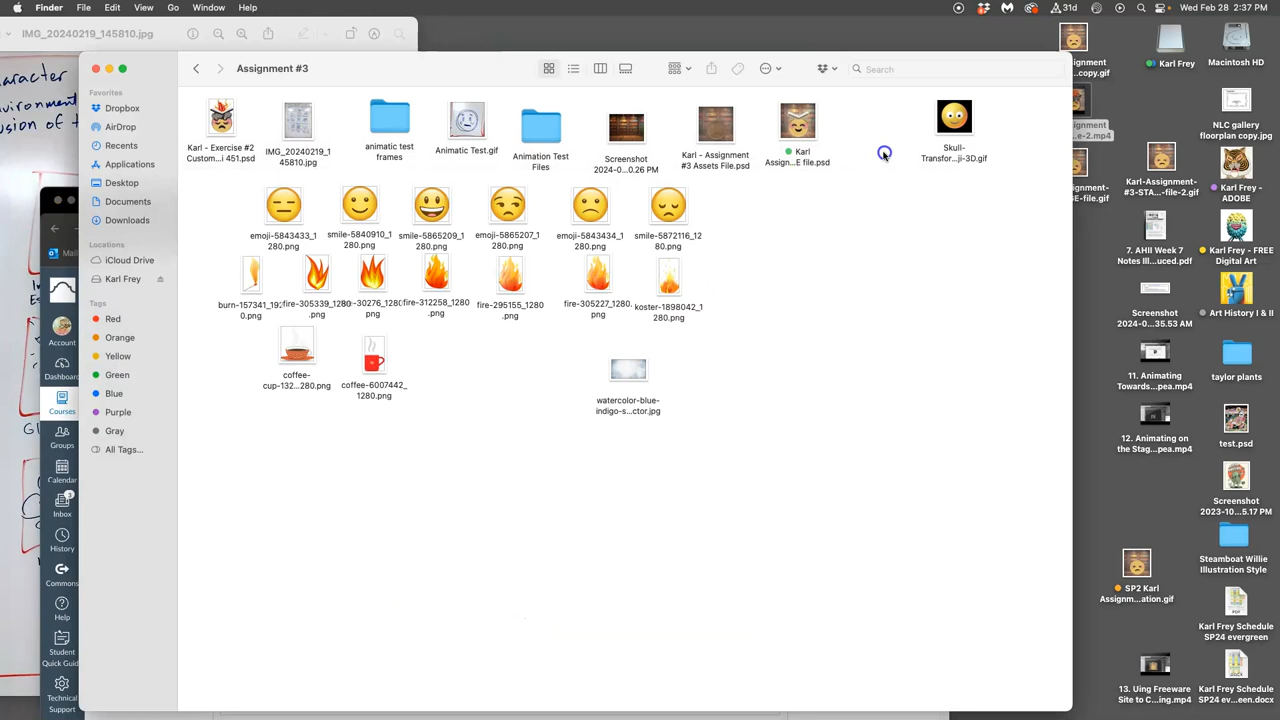 Finder File Edit View Go Window Help
31d Wed Feb 28 2:37 PM
IMG_20240219_145810.jpg
Assignment #3
Search
Favorites
Dropbox
AirDrop
Recents
Applications
Desktop
Documents
Downloads
Locations
iCloud Drive
Karl Frey
Tags
Red
Orange
Yellow
Green
Blue
Purple
Gray
All Tags...
Karl - Exercise #2
Custom...i 451.psd
IMG_20240219_1
45810.jpg
animatic test
frames
Animatic Test.gif
Animation Test
Files
Screenshot
2024-0...0.26 PM
Karl - Assignment
#3 Assets File.psd
Karl
Assign...E file.psd
Skull-
Transfor...ji-3D.gif
emoji-5843433_1
280.png
smile-5840910_1
280.png
smile-5865209_1
280.png
emoji-5865207_1
280.png
emoji-5843434_1
280.png
smile-5872116_12
80.png
fire-312258_1280
.png
fire-295155_1280
.png
fire-305227_1280.
png
koster-1898042_1
280.png
coffee-
cup-132...280.png
coffee-6007442_
1280.png
watercolor-blue-
indigo-s...ctor.jpg
Account
Dashboard
Courses
Groups
Calendar
Inbox
History
Commons
Help
Student
Quick Guid
Technical
Support
Karl Frey
Macintosh HD
NLC gallery
floorplan copy.jpg
Karl-Assignment-
#3-STA...-file-2.gif
Karl Frey -
ADOBE
7. AHII Week 7
Notes Ill...uced.pdf
Karl Frey - FREE
Digital Art
Screenshot
2024-0...35.53 AM
Art History I & II
11. Animating
Towards...pea.mp4
taylor plants
12. Animating on
the Stag...pea.mp4
test.psd
Screenshot
2023-10...5.17 PM
Steamboat Willie
Illustration Style
SP2 Karl
Assignm...ation.gif
Karl Frey Schedule
SP24 evergreen
13. Uing Freeware
Site to C...ing.mp4
Karl Frey Schedule
SP24 ev...een.docx